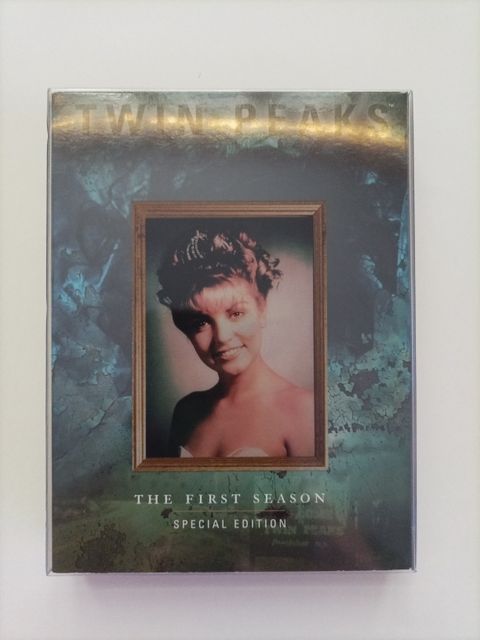 TWIN PEAKS
THE FIRST SEASON
SPECIAL EDITION